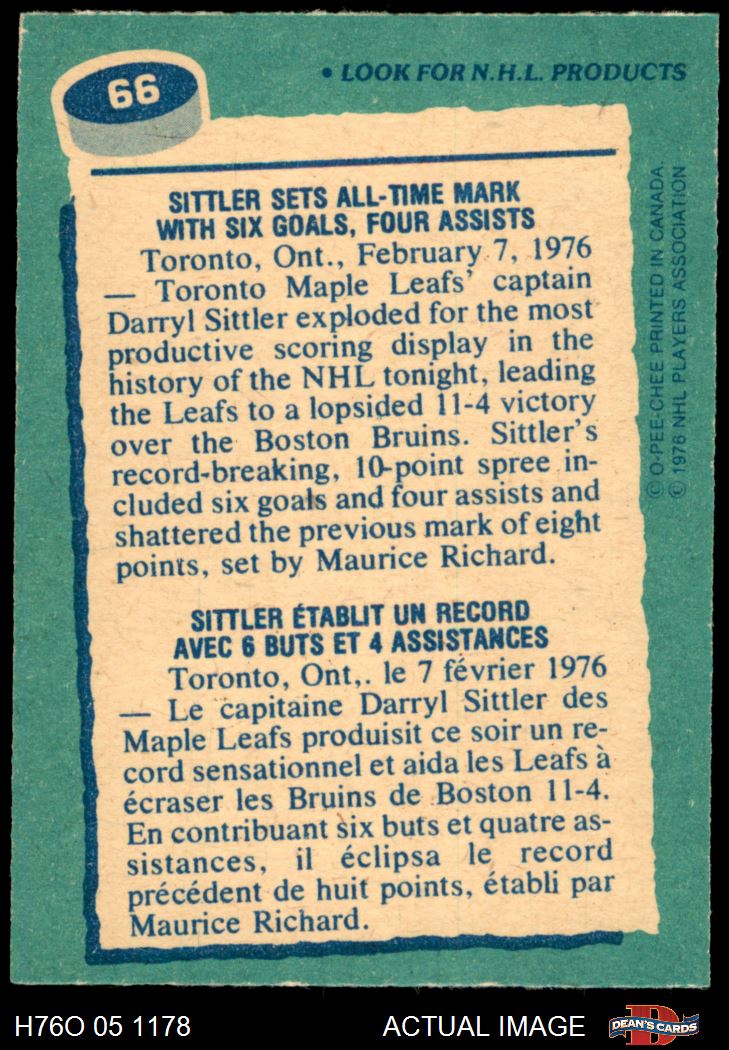 66
• LOOK FOR N.H.L. PRODUCTS
SITTLER SETS ALL-TIME MARK
WITH SIX GOALS, FOUR ASSISTS
Toronto, Ont., February 7, 1976
— Toronto Maple Leafs' captain
Darryl Sittler exploded for the most
productive scoring display in the
history of the NHL tonight, leading
the Leafs to a lopsided 11-4 victory
over the Boston Bruins. Sittler's
record-breaking, 10-point spree in-
cluded six goals and four assists and
shattered the previous mark of eight
points, set by Maurice Richard.
SITTLER ÉTABLIT UN RECORD
AVEC 6 BUTS ET 4 ASSISTANCES
Toronto, Ont,. le 7 février 1976
— Le capitaine Darryl Sittler des
Maple Leafs produisit ce soir un re-
cord sensationnel et aida les Leafs à
écraser les Bruins de Boston 11-4.
En contribuant six buts et quatre as-
sistances, il éclipsa le record
précédent de huit points, établi par
Maurice Richard.
© O-PEE-CHEE PRINTED IN CANADA.
© 1976 NHL PLAYERS ASSOCIATION
H76O 05 1178
ACTUAL IMAGE
D
DEAN'S CARDS